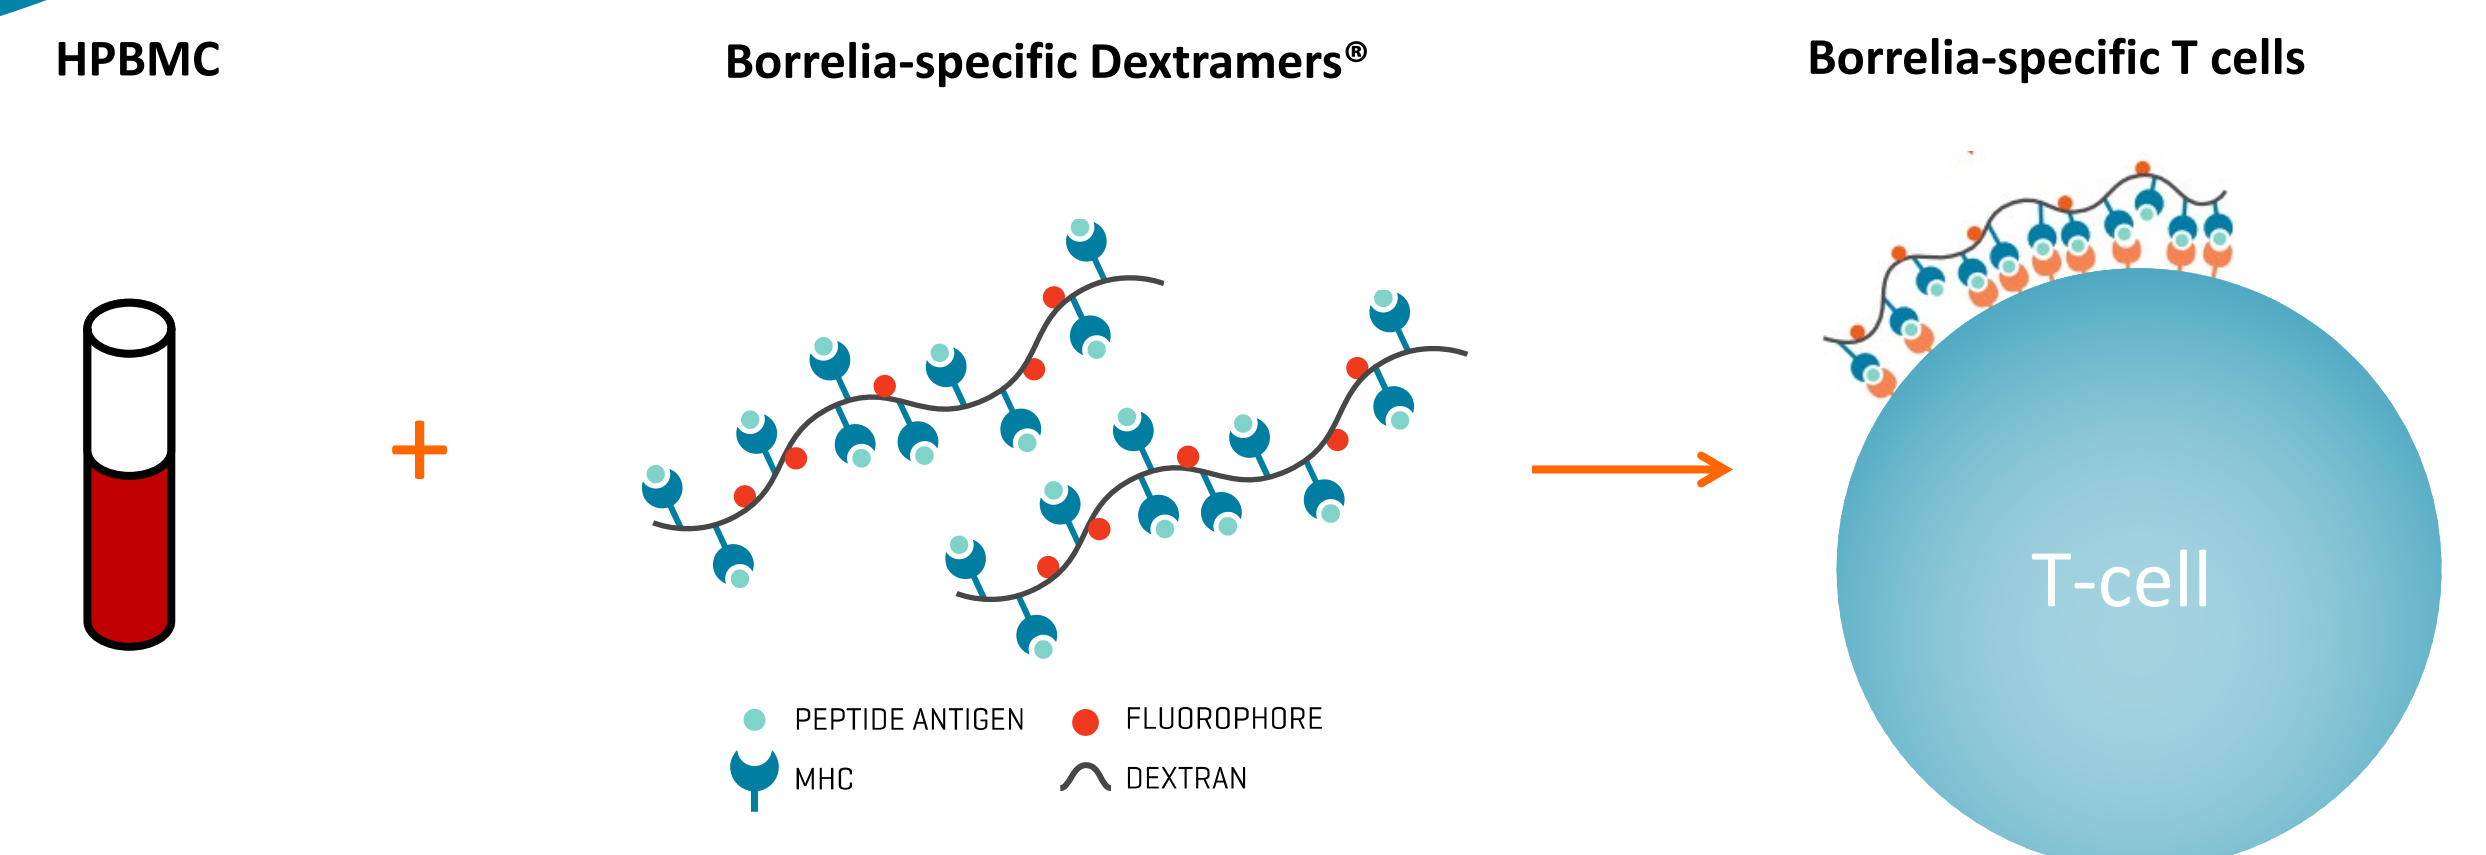 HPBMC
Borrelia-specific Dextramers®
Borrelia-specific T cells
T-cell
PEPTIDE ANTIGEN
FLUOROPHORE
MHC
DEXTRAN